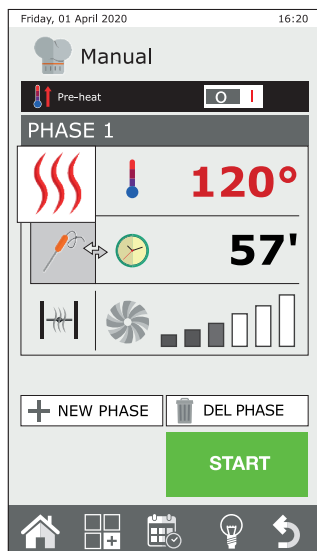 Friday, 01 April 2020 16:20
Manual
Pre-heat O I
PHASE 1
120°
57'
NEW PHASE DEL PHASE
START